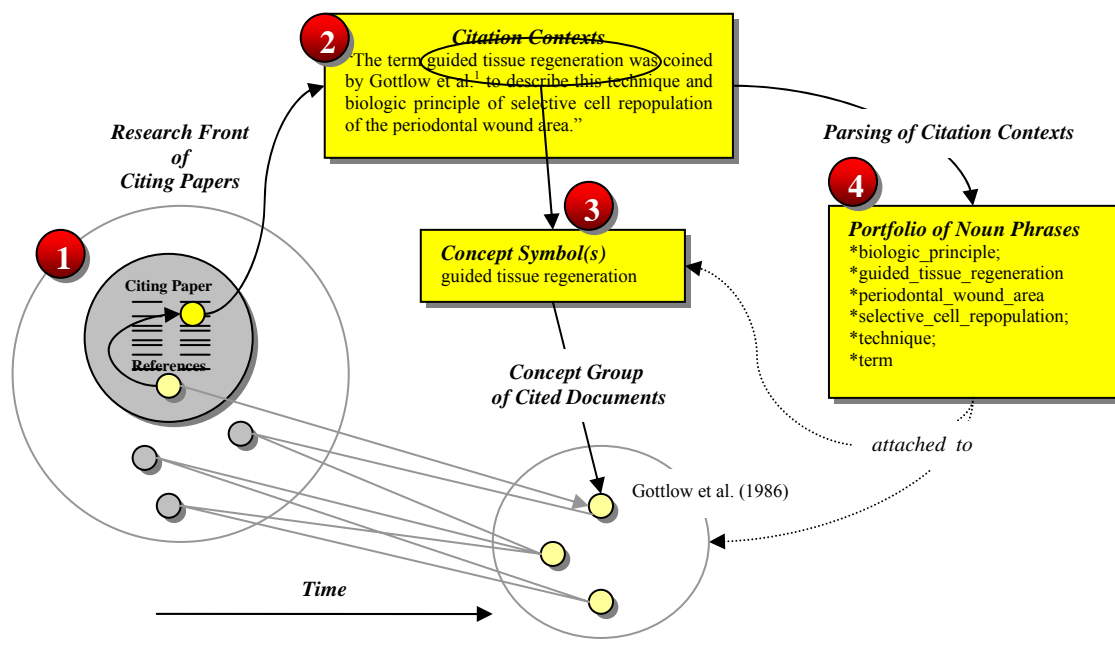 2
Citation Contexts
“The term guided tissue regeneration was coined
by Gottlow et al.1 to describe this technique and
biologic principle of selective cell repopulation
of the periodontal wound area.”
Research Front
of
Citing Papers
Parsing of Citation Contexts
4
Portfolio of Noun Phrases
*biologic_principle;
*guided_tissue_regeneration
*periodontal_wound_area
*selective_cell_repopulation;
*technique;
*term
3
Concept Symbol(s)
guided tissue regeneration
1
Citing Paper
References
Concept Group
of Cited Documents
attached to
Gottlow et al. (1986)
Time